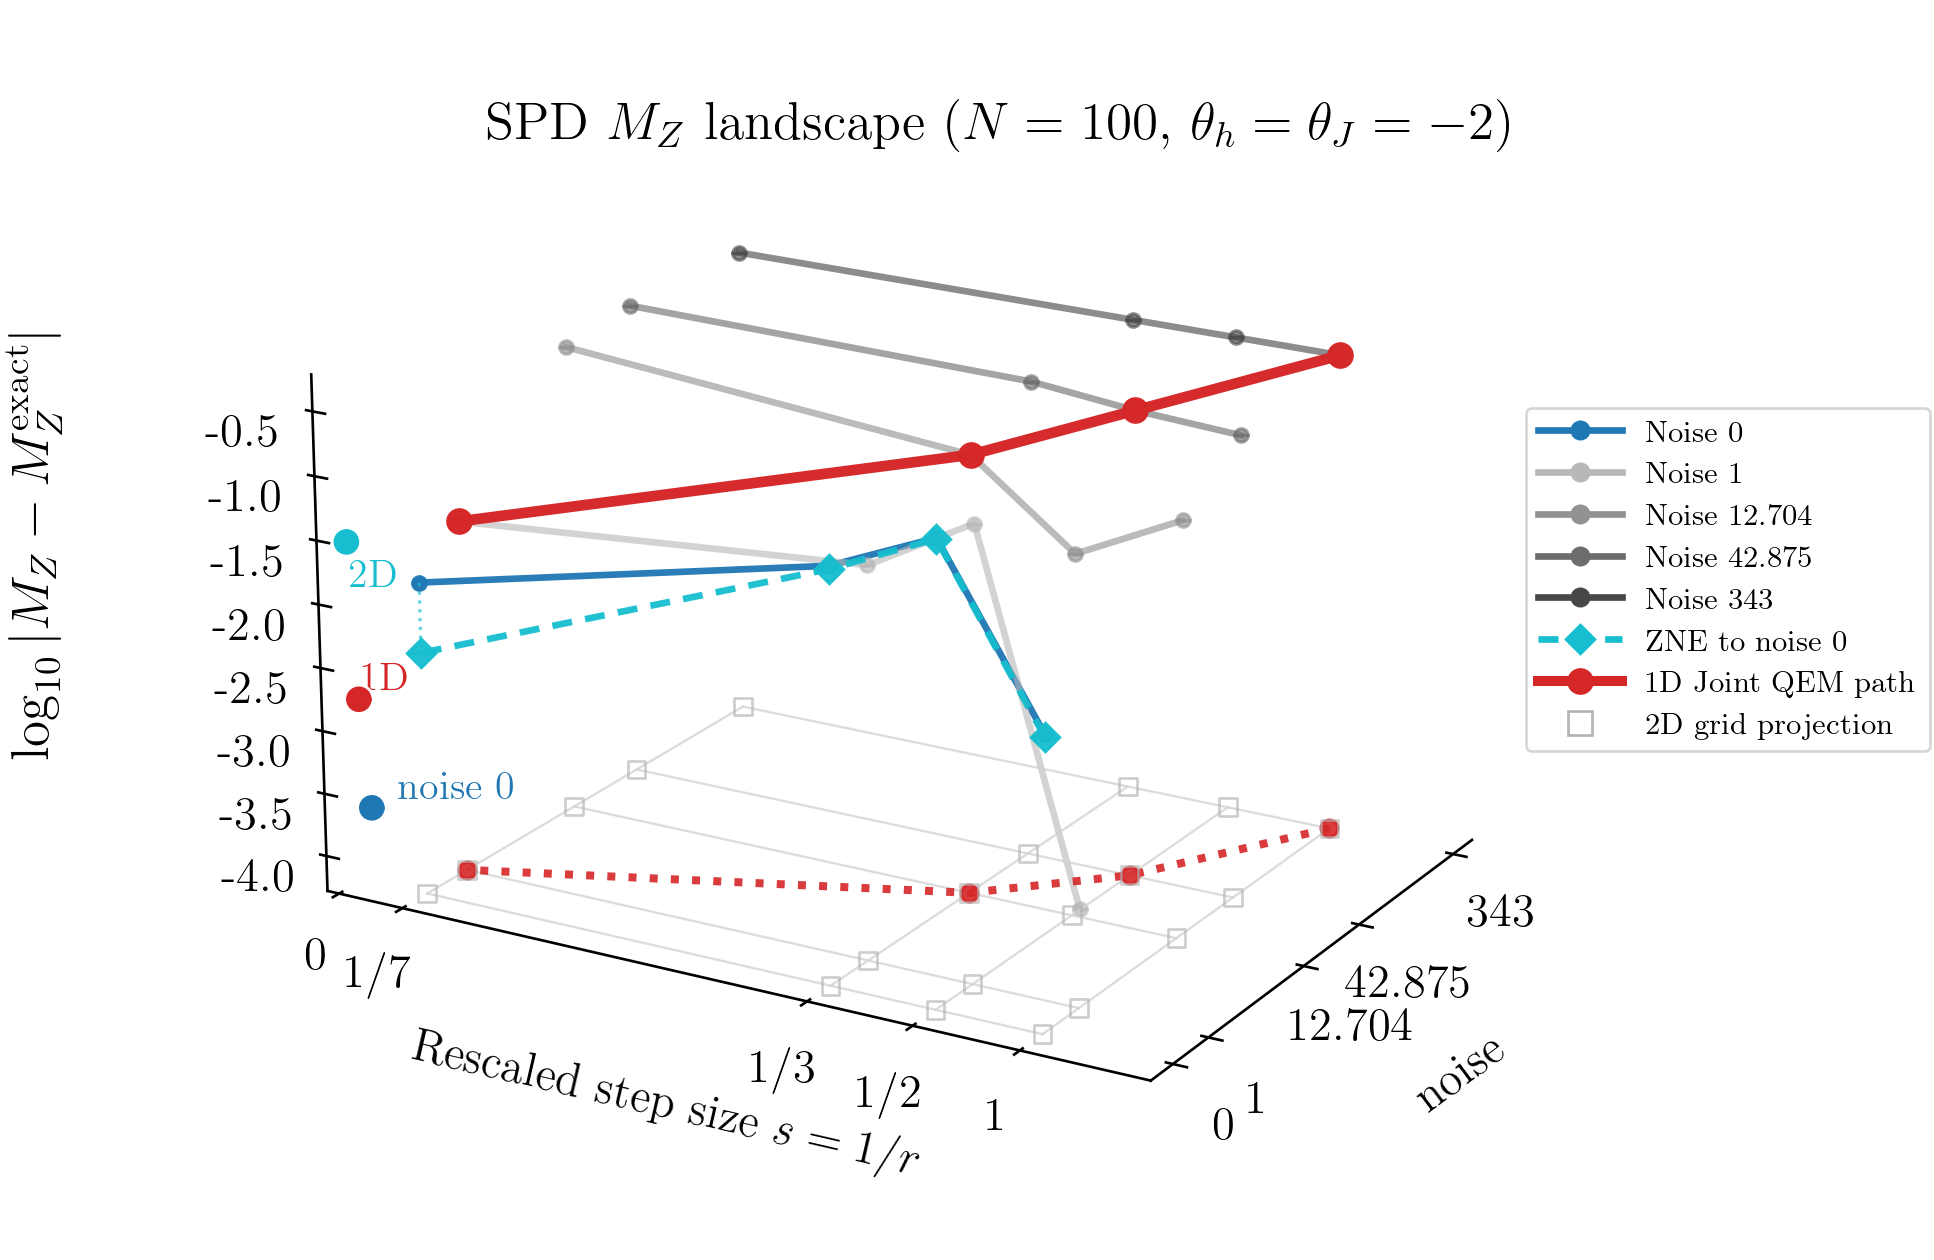 SPD $M_Z$ landscape ($N = 100$, $\theta_h = \theta_J = -2$)
$\log_{10} |M_Z - M_Z^{\mathrm{exact}}|$
-0.5
-1.0
-1.5
-2.0
-2.5
-3.0
-3.5
-4.0
2D
1D
noise 0
0
1/7
1/3
1/2
1
Rescaled step size $s = 1/r$
0
1
12.704
42.875
343
noise
Noise 0
Noise 1
Noise 12.704
Noise 42.875
Noise 343
ZNE to noise 0
1D Joint QEM path
2D grid projection